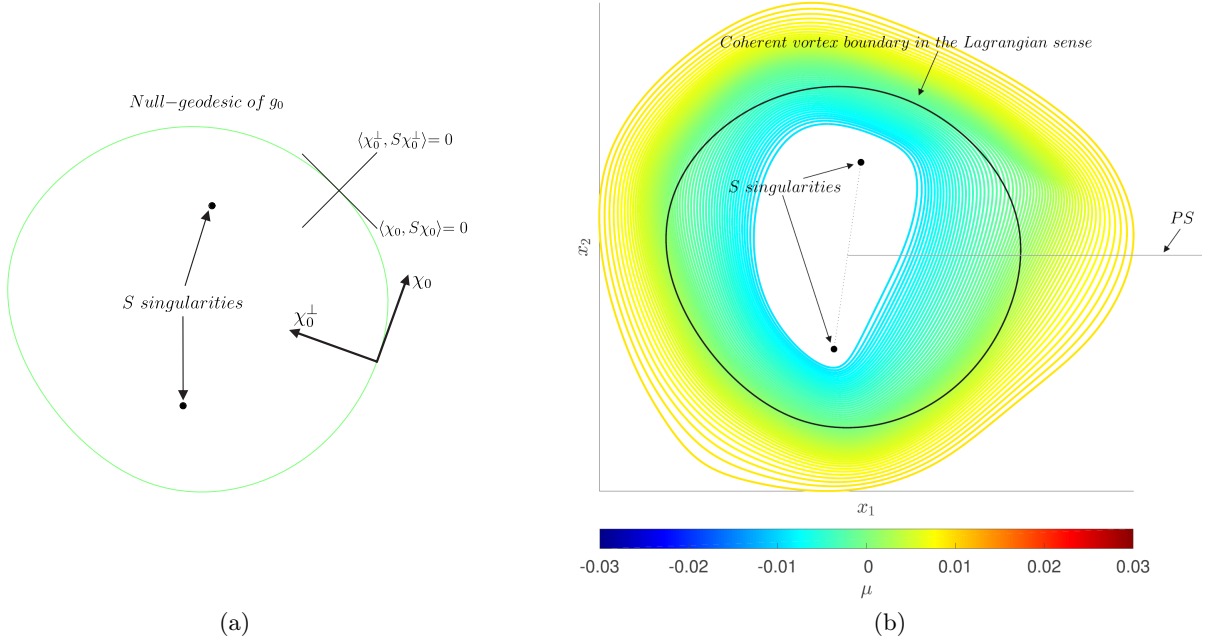 Null−geodesic of g₀
⟨χ₀^⊥, Sχ₀^⊥⟩= 0
⟨χ₀, Sχ₀⟩= 0
χ₀
S singularities
χ₀^⊥
(a)
Coherent vortex boundary in the Lagrangian sense
S singularities
PS
x₂
x₁
-0.03 -0.02 -0.01 0 0.01 0.02 0.03
μ
(b)